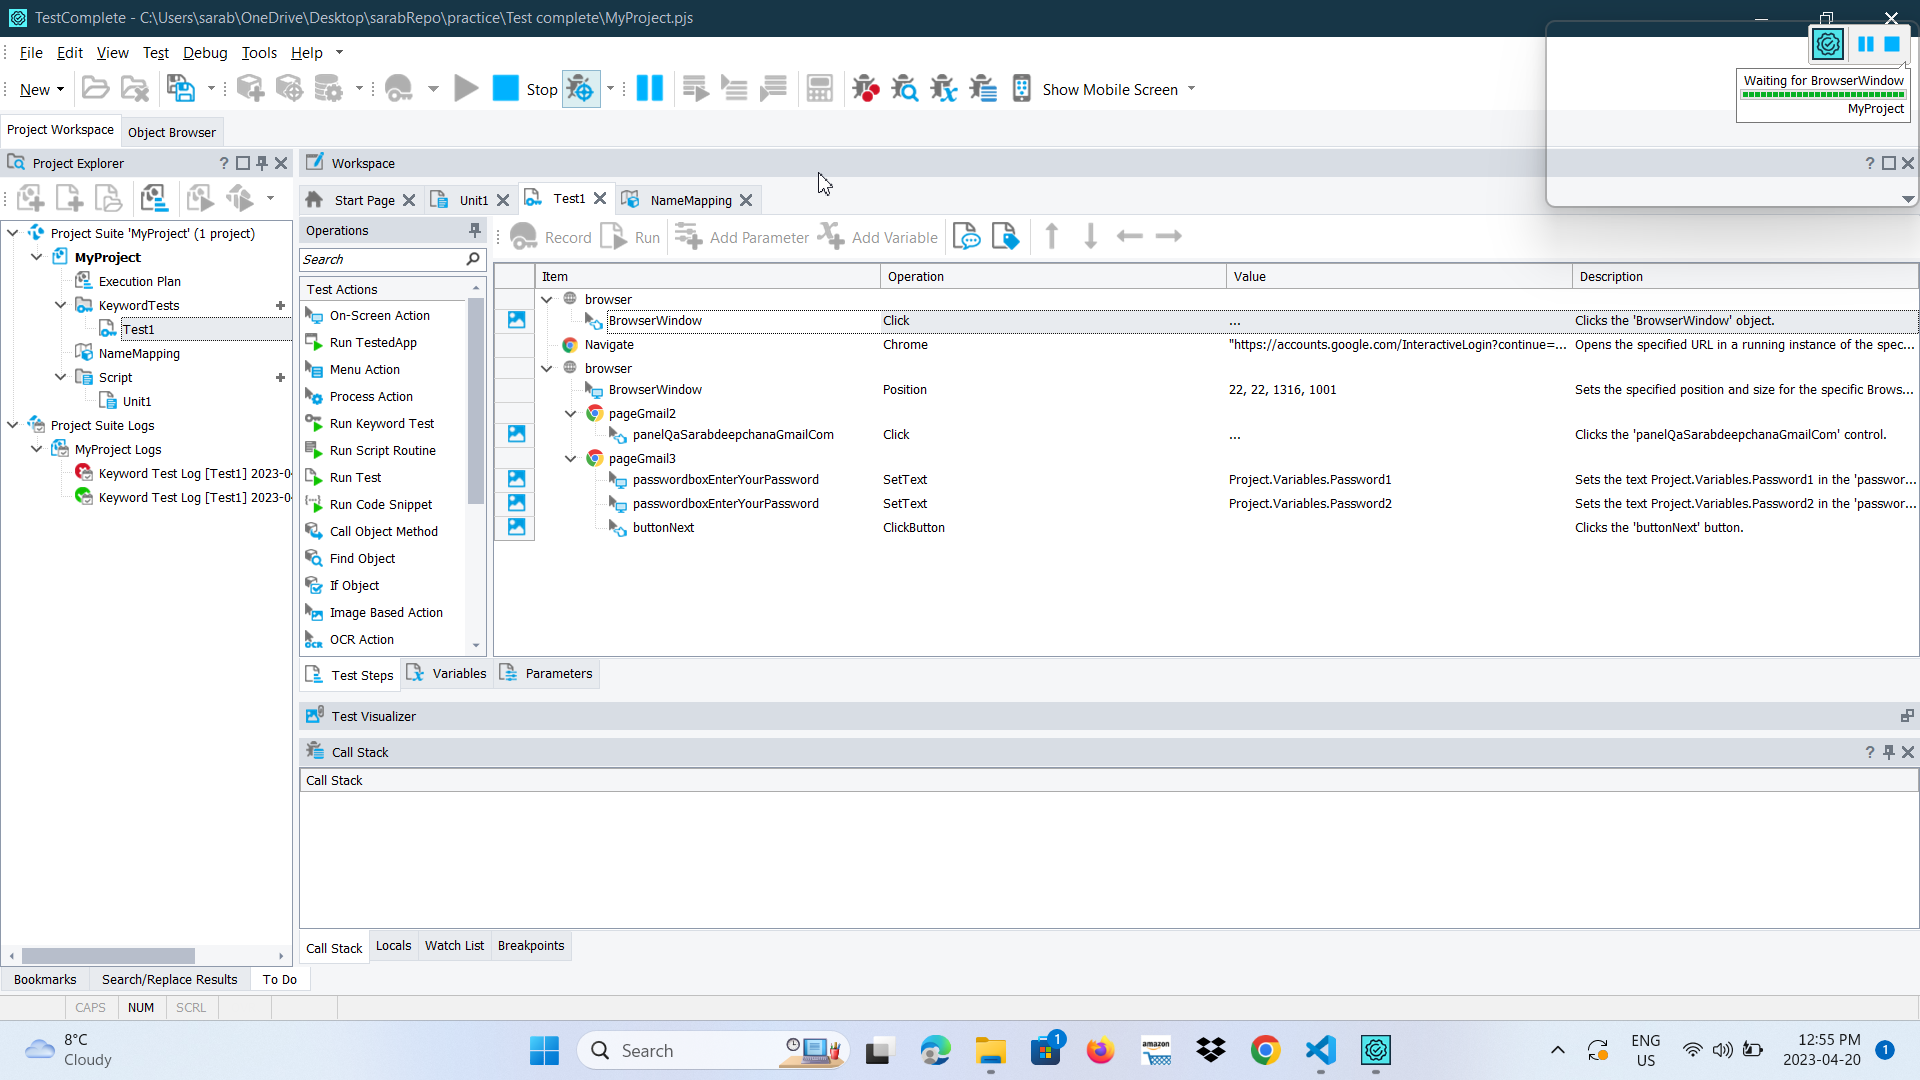 TestComplete - C:\Users\sarab\OneDrive\Desktop\sarabRepo\practice\Test complete\MyProject.pjs
File Edit View Test Debug Tools Help
New Stop Show Mobile Screen
Waiting for BrowserWindow
MyProject
Project Workspace Object Browser
Project Explorer ?
Workspace ?
Start Page Unit1 Test1 NameMapping
Operations
Record Run Add Parameter Add Variable
Search
Item Operation Value Description
Project Suite 'MyProject' (1 project)
MyProject
Execution Plan
KeywordTests
Test1
NameMapping
Script
Unit1
Project Suite Logs
MyProject Logs
Keyword Test Log [Test1] 2023-0
Keyword Test Log [Test1] 2023-0
Test Actions
On-Screen Action
Run TestedApp
Menu Action
Process Action
Run Keyword Test
Run Script Routine
Run Test
Run Code Snippet
Call Object Method
Find Object
If Object
Image Based Action
OCR Action
browser
BrowserWindow Click ... Clicks the 'BrowserWindow' object.
Navigate Chrome "https://accounts.google.com/InteractiveLogin?continue=... Opens the specified URL in a running instance of the spec...
browser
BrowserWindow Position 22, 22, 1316, 1001 Sets the specified position and size for the specific Brows...
pageGmail2
panelQaSarabdeepchanaGmailCom Click ... Clicks the 'panelQaSarabdeepchanaGmailCom' control.
pageGmail3
passwordboxEnterYourPassword SetText Project.Variables.Password1 Sets the text Project.Variables.Password1 in the 'passwor...
passwordboxEnterYourPassword SetText Project.Variables.Password2 Sets the text Project.Variables.Password2 in the 'passwor...
buttonNext ClickButton Clicks the 'buttonNext' button.
Test Steps Variables Parameters
Test Visualizer
Call Stack ?
Call Stack
Call Stack Locals Watch List Breakpoints
Bookmarks Search/Replace Results To Do
CAPS NUM SCRL
8°C
Cloudy
Search
amazon
1
ENG
US
12:55 PM
2023-04-20
1